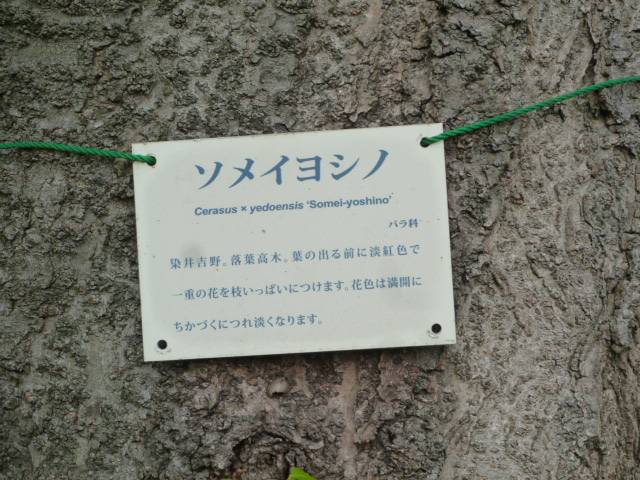 ソメイヨシノ
Cerasus × yedoensis ‘Somei-yoshino’
バラ科
染井吉野。落葉高木。葉の出る前に淡紅色で
一重の花を枝いっぱいにつけます。花色は満開に
ちかづくにつれ淡くなります。